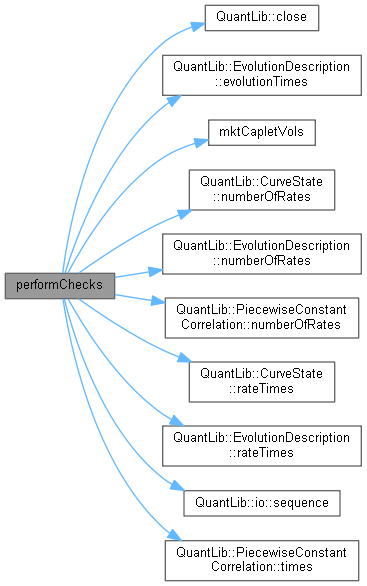 QuantLib::close
QuantLib::EvolutionDescription
::evolutionTimes
mktCapletVols
QuantLib::CurveState
::numberOfRates
QuantLib::EvolutionDescription
::numberOfRates
performChecks
QuantLib::PiecewiseConstant
Correlation::numberOfRates
QuantLib::CurveState
::rateTimes
QuantLib::EvolutionDescription
::rateTimes
QuantLib::io::sequence
QuantLib::PiecewiseConstant
Correlation::times